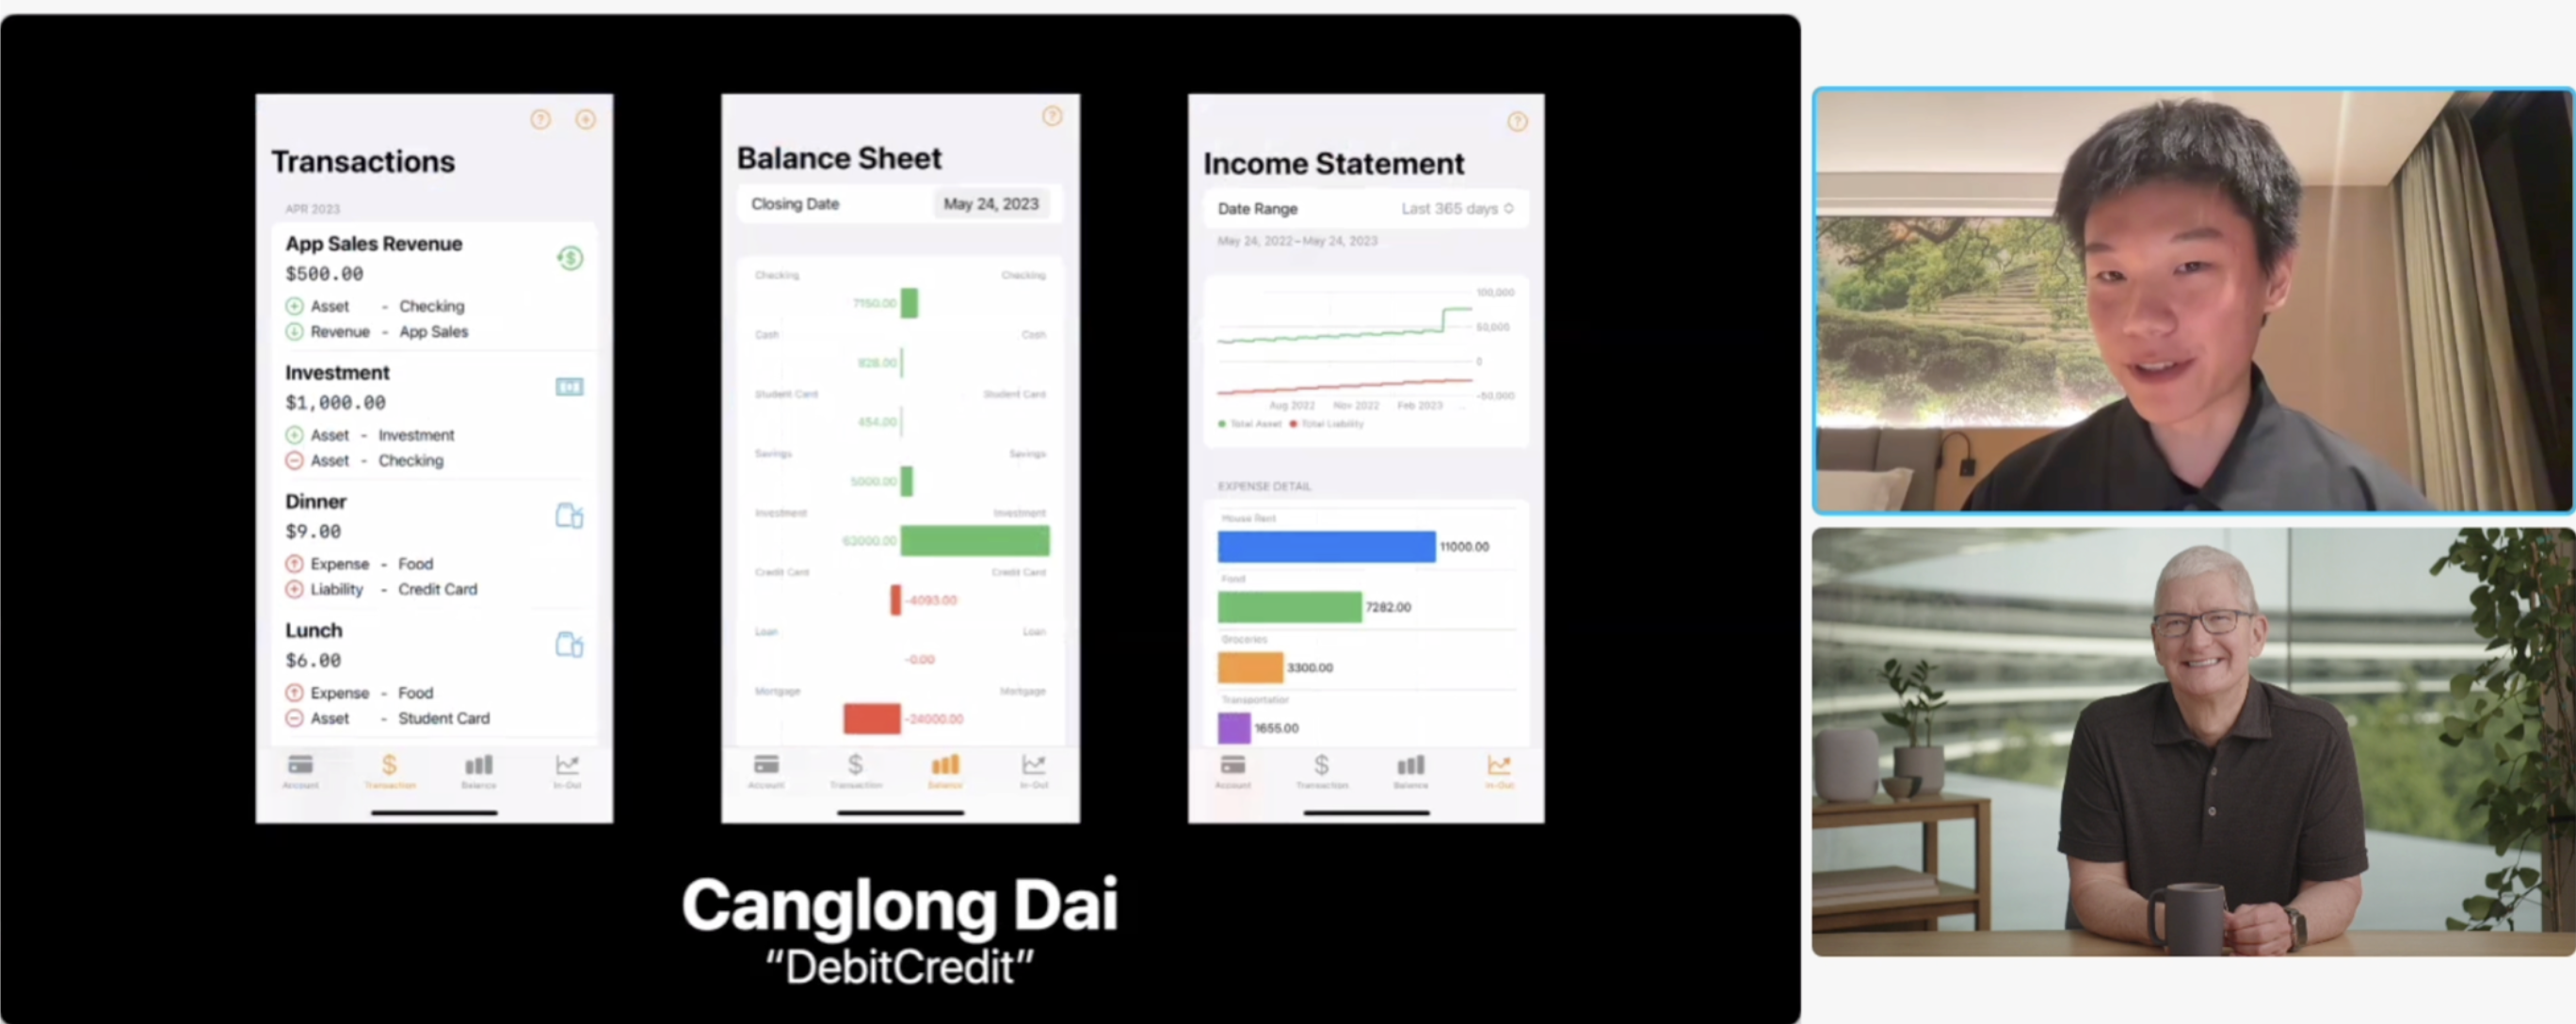 Transactions
APR 2023
App Sales Revenue
$500.00
Asset - Checking
Revenue - App Sales
Investment
$1,000.00
Asset - Investment
Asset - Checking
Dinner
$9.00
Expense - Food
Liability - Credit Card
Lunch
$6.00
Expense - Food
Asset - Student Card
Account Transaction Balance In-Out
Balance Sheet
Closing Date May 24, 2023
Checking Checking
7150.00
Cash Cash
828.00
Student Card Student Card
454.00
Savings Savings
5000.00
Investment Investment
63000.00
Credit Card Credit Card
-4093.00
Loan Loan
-0.00
Mortgage Mortgage
-24000.00
Account Transaction Balance In-Out
Income Statement
Date Range Last 365 days
May 24, 2022 – May 24, 2023
100,000
50,000
0
-50,000
Aug 2022 Nov 2022 Feb 2023 ...
Total Asset Total Liability
EXPENSE DETAIL
House Rent
11000.00
Food
7282.00
Groceries
3300.00
Transportation
1655.00
Account Transaction Balance In-Out
Canglong Dai
“DebitCredit”